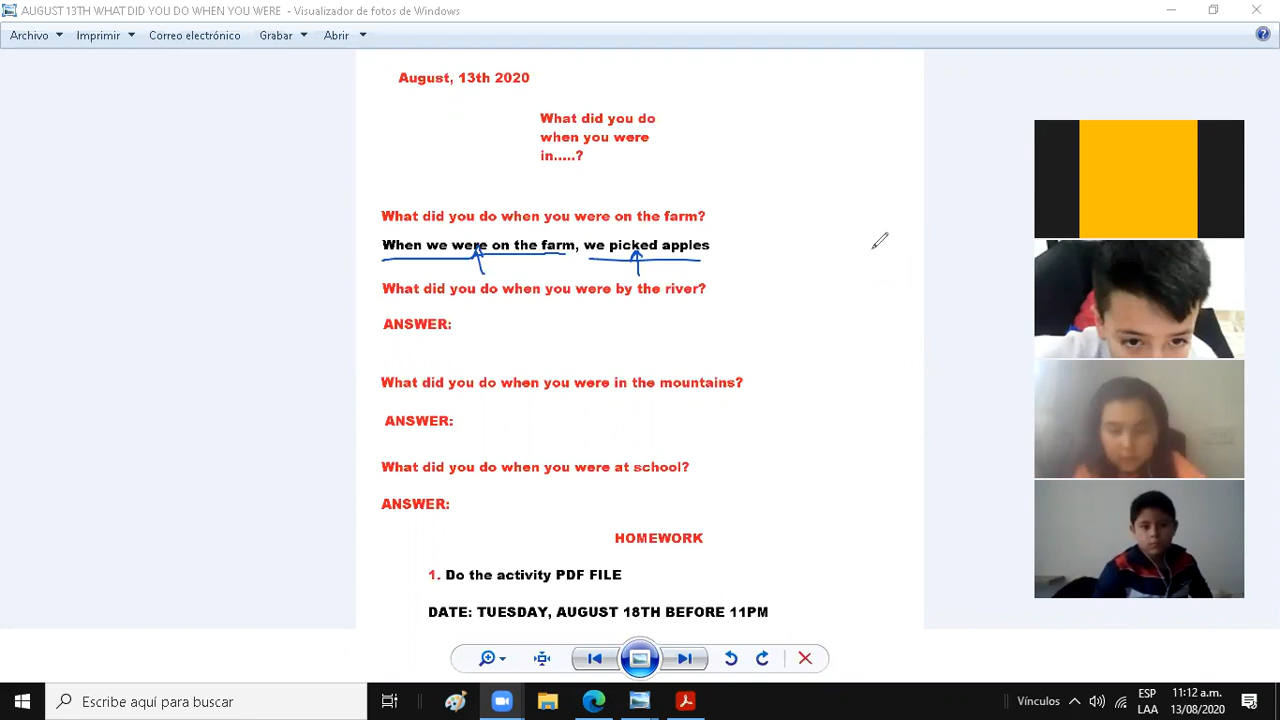 AUGUST 13TH WHAT DID YOU DO WHEN YOU WERE - Visualizador de fotos de Windows
Archivo Imprimir Correo electrónico Grabar Abrir
August, 13th 2020
What did you do
when you were
in.....?
What did you do when you were on the farm?
When we were on the farm, we picked apples
What did you do when you were by the river?
ANSWER:
What did you do when you were in the mountains?
ANSWER:
What did you do when you were at school?
ANSWER:
HOMEWORK
1. Do the activity PDF FILE
DATE: TUESDAY, AUGUST 18TH BEFORE 11PM
Escribe aquí para buscar
Vínculos
ESP
LAA
11:12 a.m.
13/08/2020